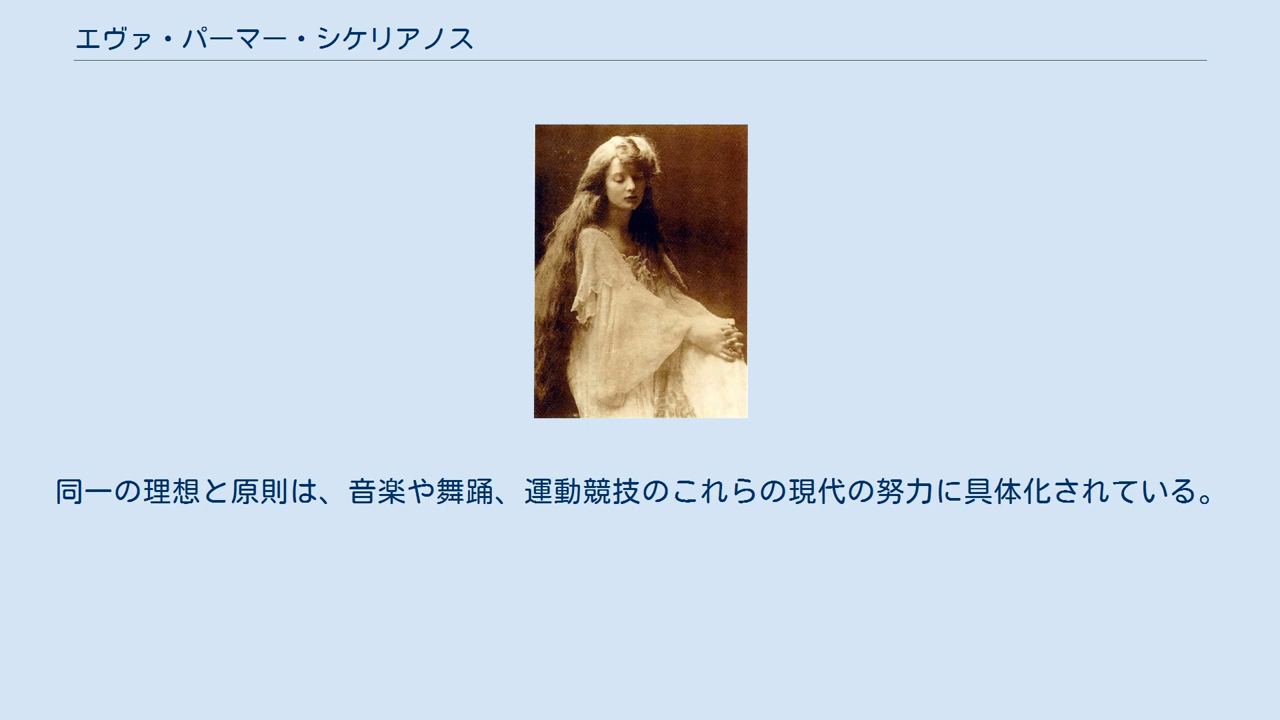 エヴァ・パーマー・シケリアノス
同一の理想と原則は、音楽や舞踊、運動競技のこれらの現代の努力に具体化されている。